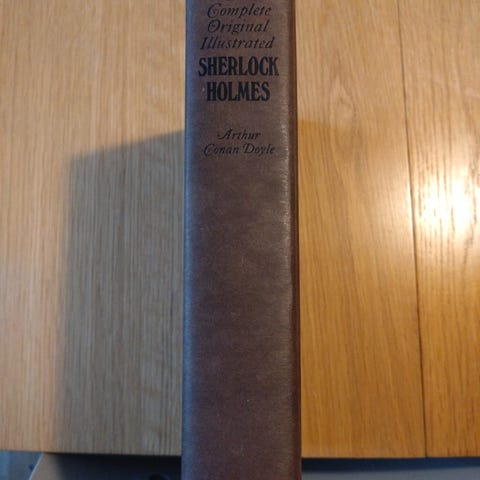 Complete
Original
Illustrated
SHERLOCK
HOLMES
Arthur
Conan Doyle